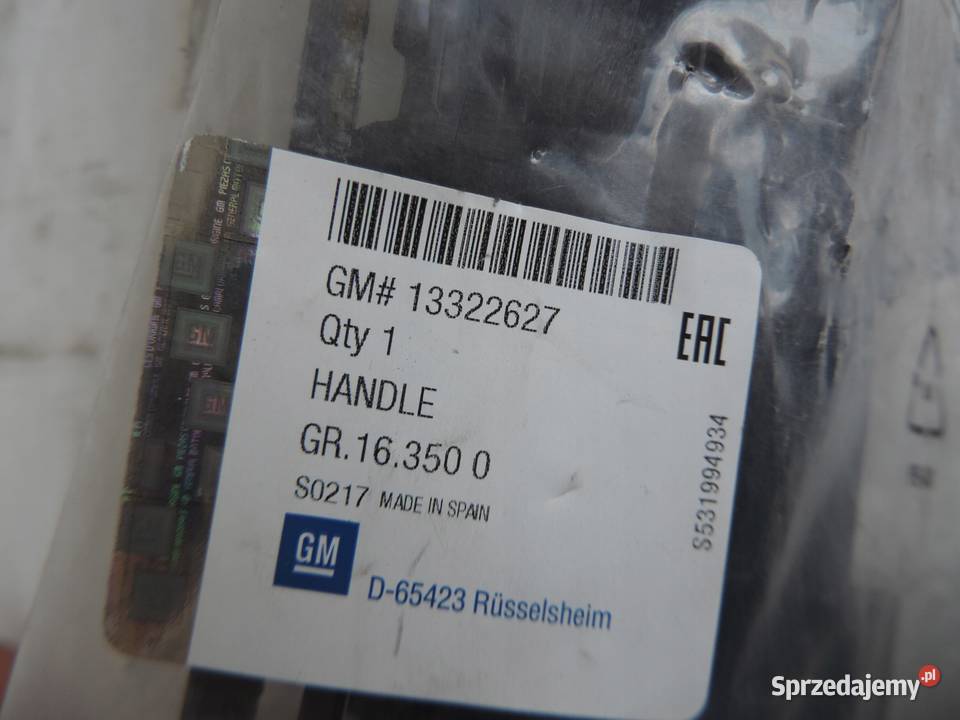 GM# 13322627
Qty 1
HANDLE
GR.16.350 0
S0217 MADE IN SPAIN
GM
D-65423 Rüsselsheim
EAC
S531994934
Sprzedajemy.pl